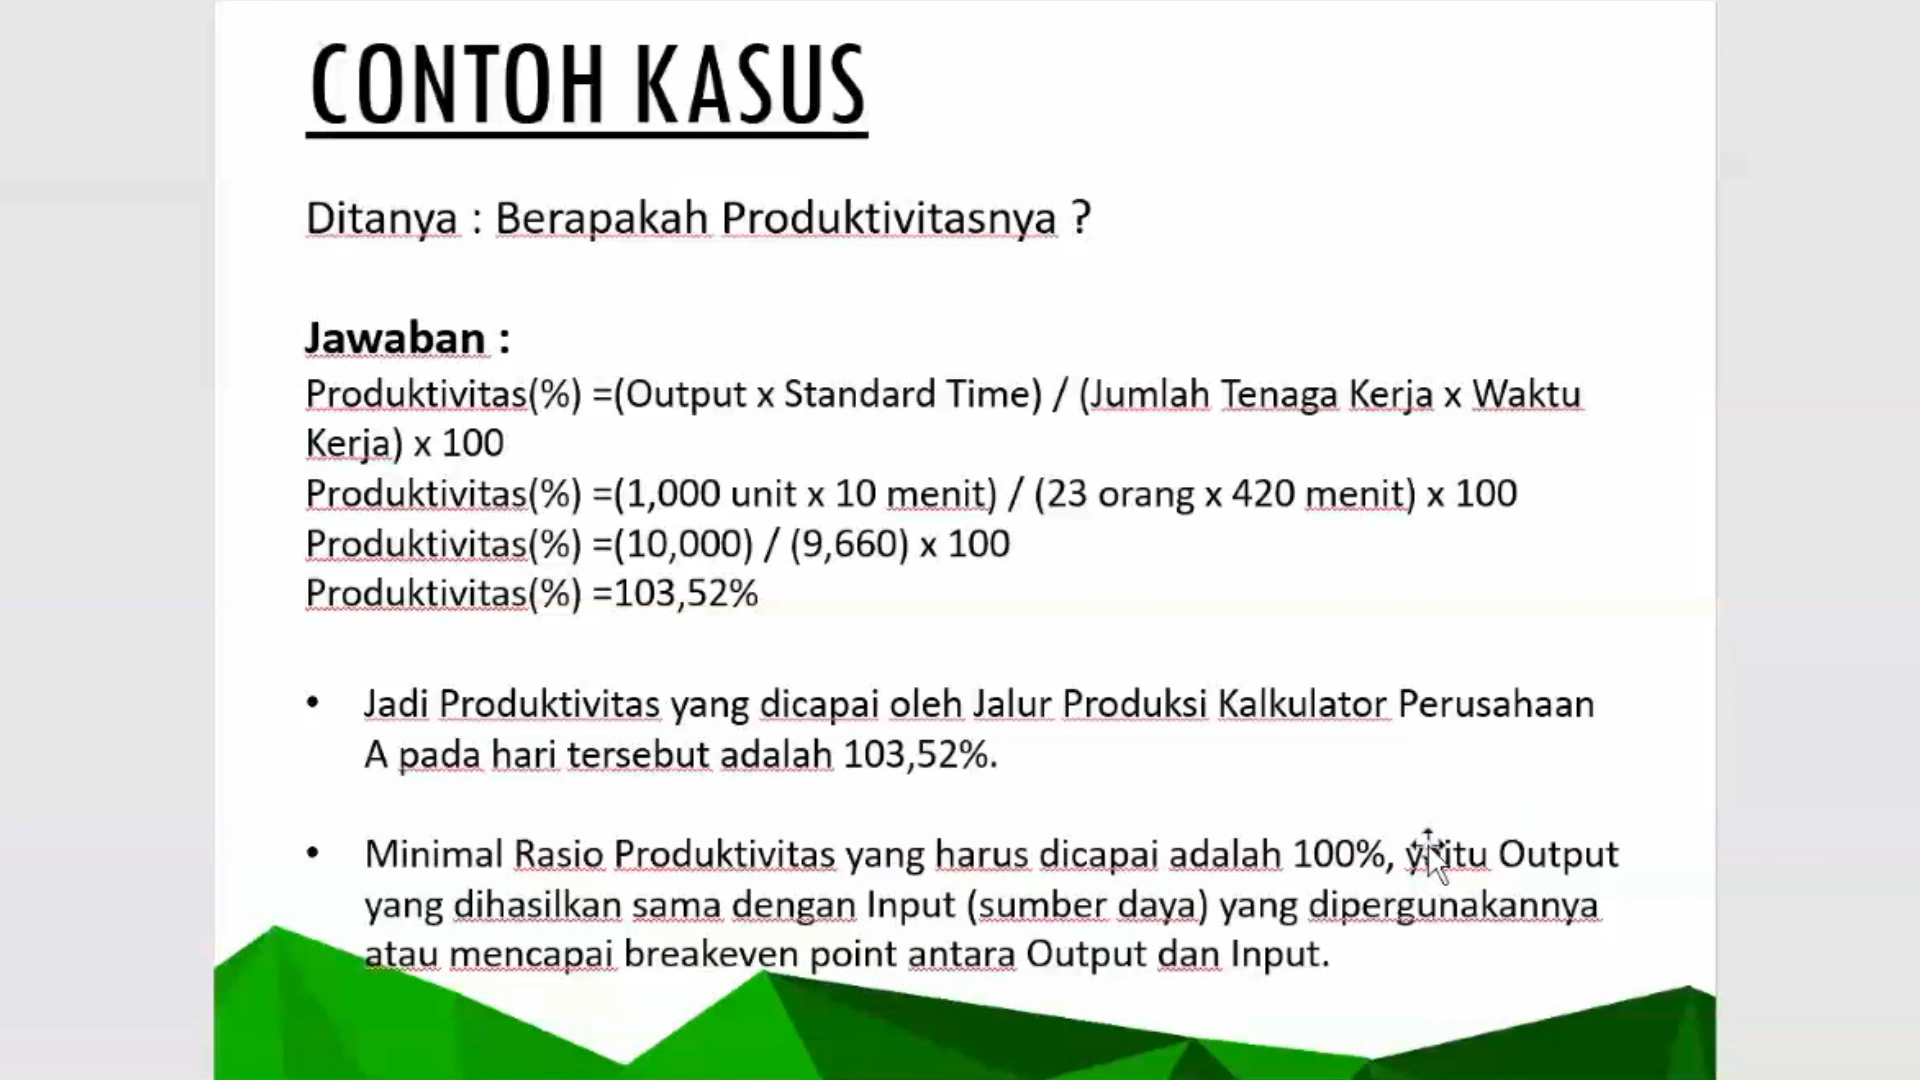 CONTOH KASUS
Ditanya : Berapakah Produktivitasnya ?
Jawaban :
Produktivitas(%) =(Output x Standard Time) / (Jumlah Tenaga Kerja x Waktu
Kerja) x 100
Produktivitas(%) =(1,000 unit x 10 menit) / (23 orang x 420 menit) x 100
Produktivitas(%) =(10,000) / (9,660) x 100
Produktivitas(%) =103,52%
• Jadi Produktivitas yang dicapai oleh Jalur Produksi Kalkulator Perusahaan
A pada hari tersebut adalah 103,52%.
• Minimal Rasio Produktivitas yang harus dicapai adalah 100%, yaitu Output
yang dihasilkan sama dengan Input (sumber daya) yang dipergunakannya
atau mencapai breakeven point antara Output dan Input.